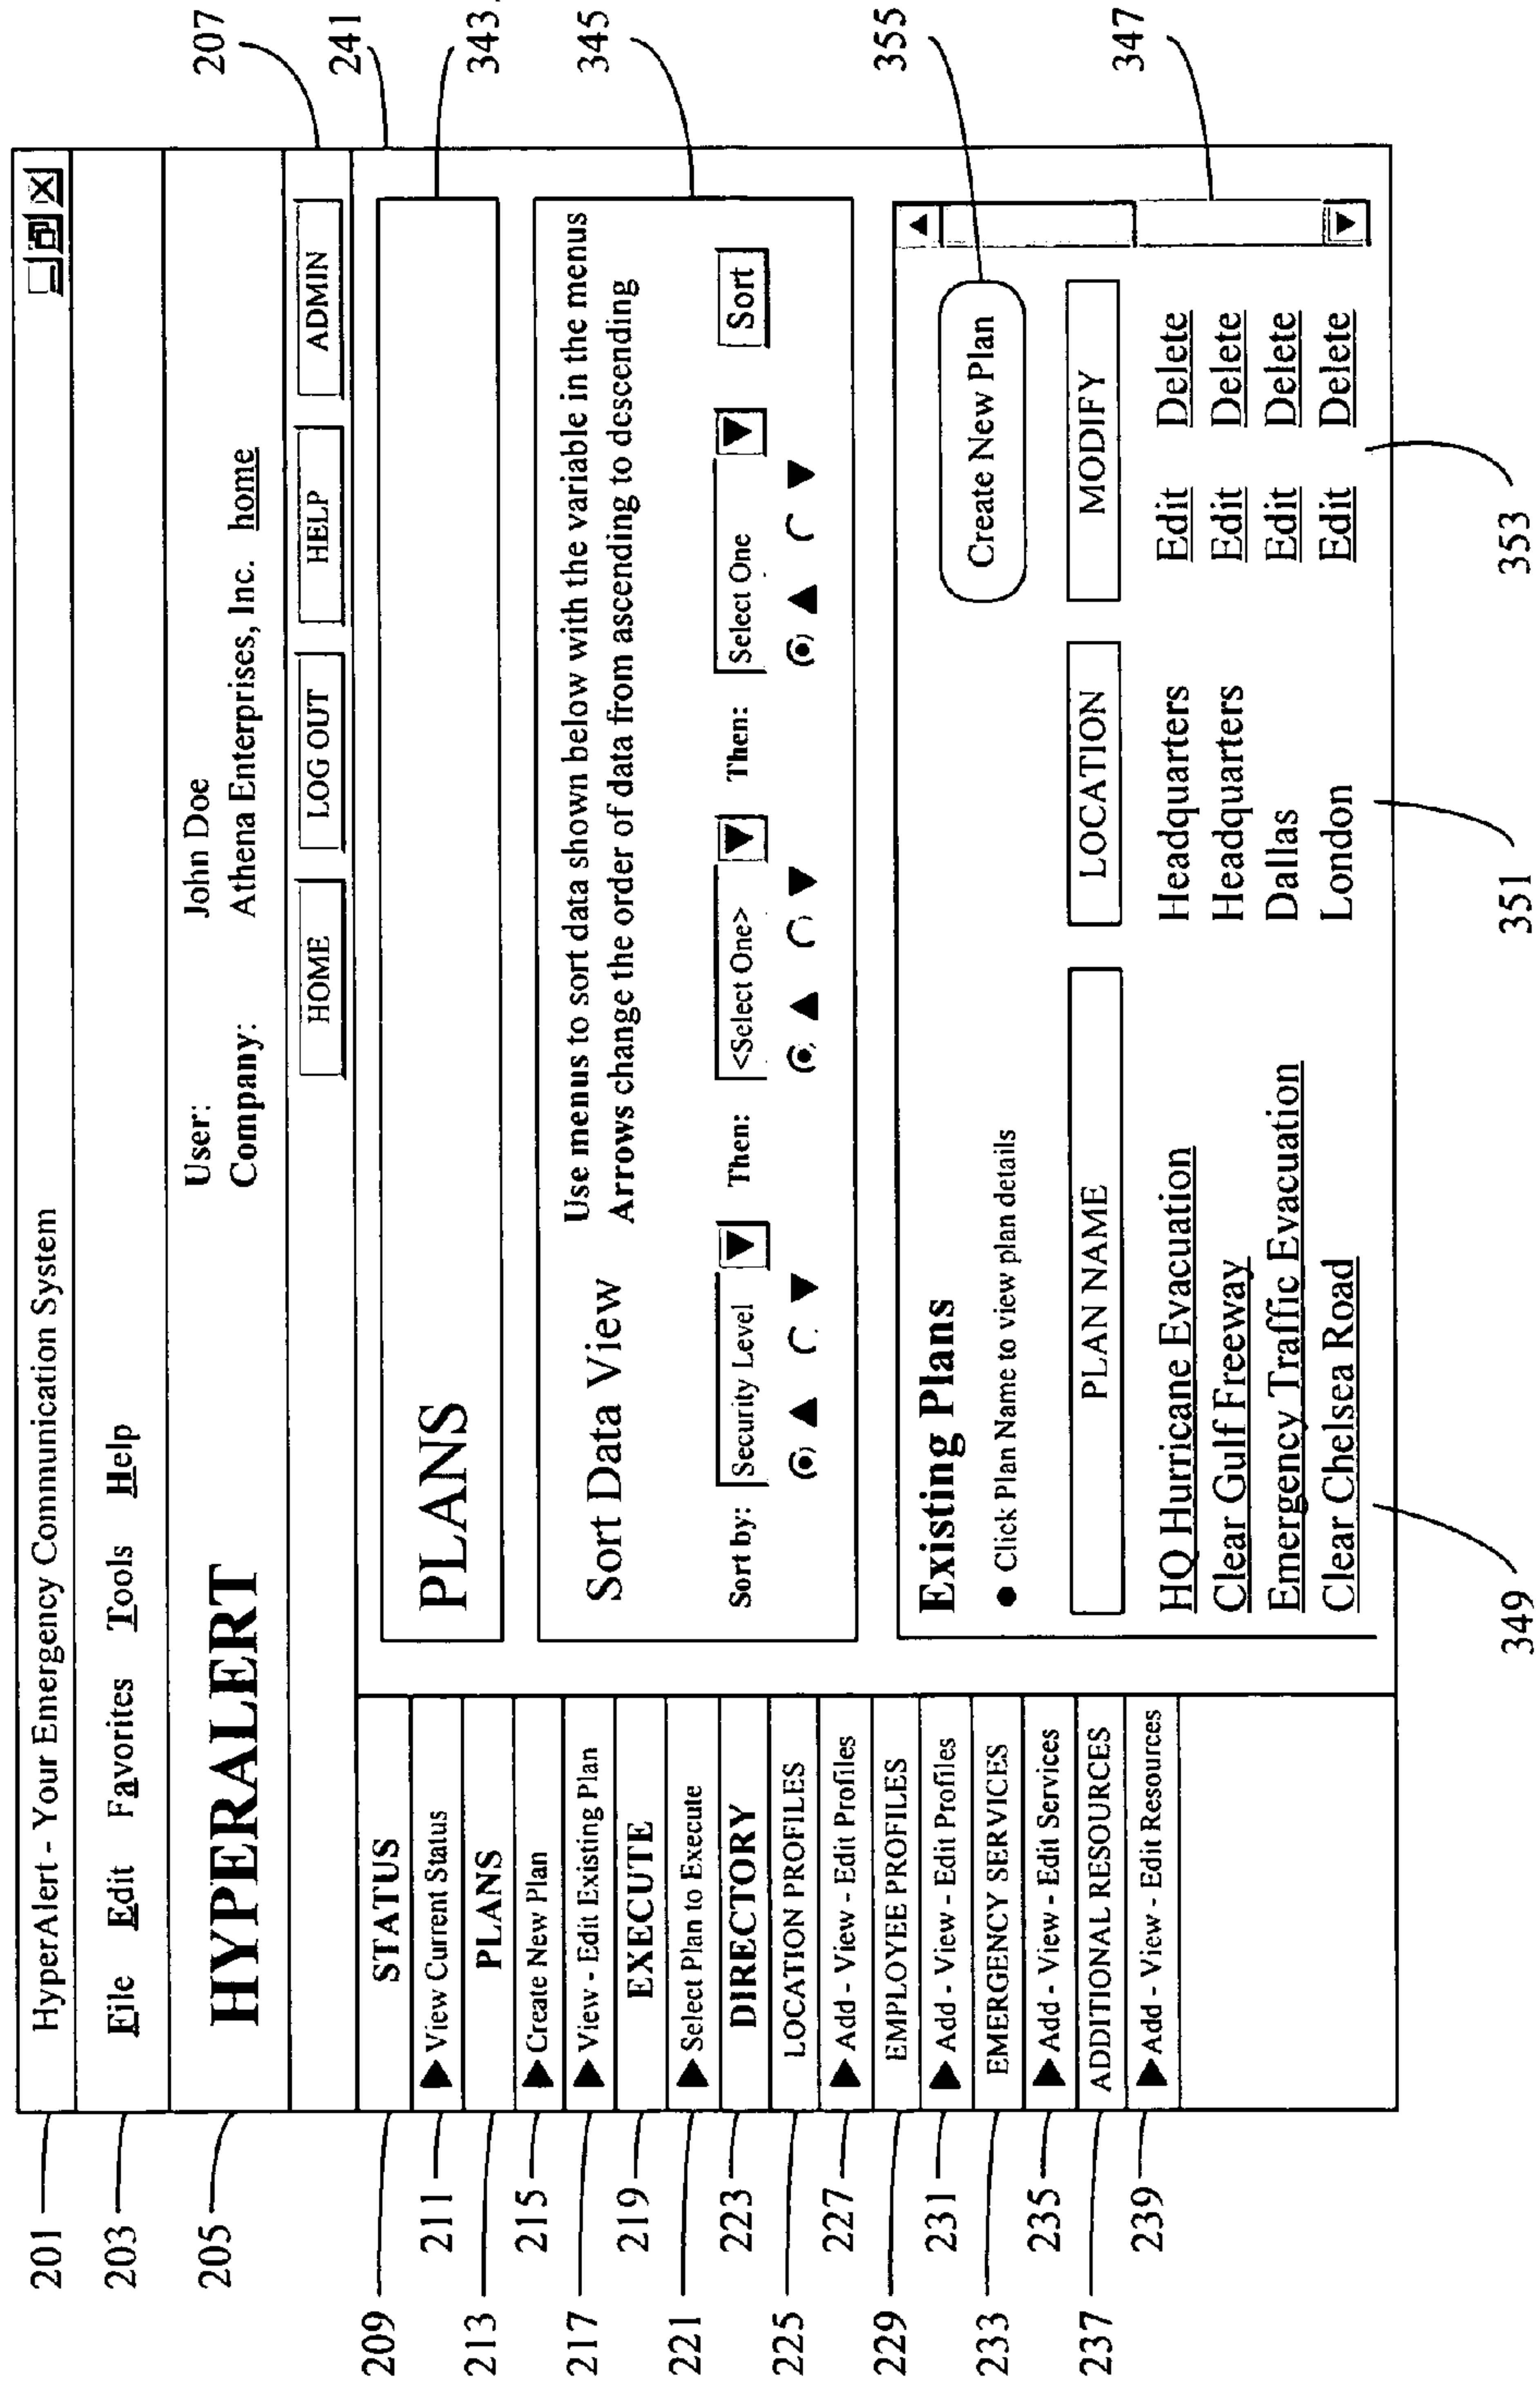 HyperAlert - Your Emergency Communication System
File Edit Favorites Tools Help
HYPERALERT
User: John Doe
Company: Athena Enterprises, Inc. home
HOME LOG OUT HELP ADMIN
STATUS
View Current Status
PLANS
Create New Plan
View - Edit Existing Plan
EXECUTE
Select Plan to Execute
DIRECTORY
LOCATION PROFILES
Add - View - Edit Profiles
EMPLOYEE PROFILES
Add - View - Edit Profiles
EMERGENCY SERVICES
Add - View - Edit Services
ADDITIONAL RESOURCES
Add - View - Edit Resources
PLANS
Sort Data View
Use menus to sort data shown below with the variable in the menus
Arrows change the order of data from ascending to descending
Sort by: Security Level Then: <Select One> Then: Select One Sort
Existing Plans
Create New Plan
● Click Plan Name to view plan details
PLAN NAME LOCATION MODIFY
HQ Hurricane Evacuation Headquarters Edit Delete
Clear Gulf Freeway Headquarters Edit Delete
Emergency Traffic Evacuation Dallas Edit Delete
Clear Chelsea Road London Edit Delete
201
203
205
209
211
213
215
217
219
221
223
225
227
229
231
233
235
237
239
207
241
343
345
355
347
349
351
353